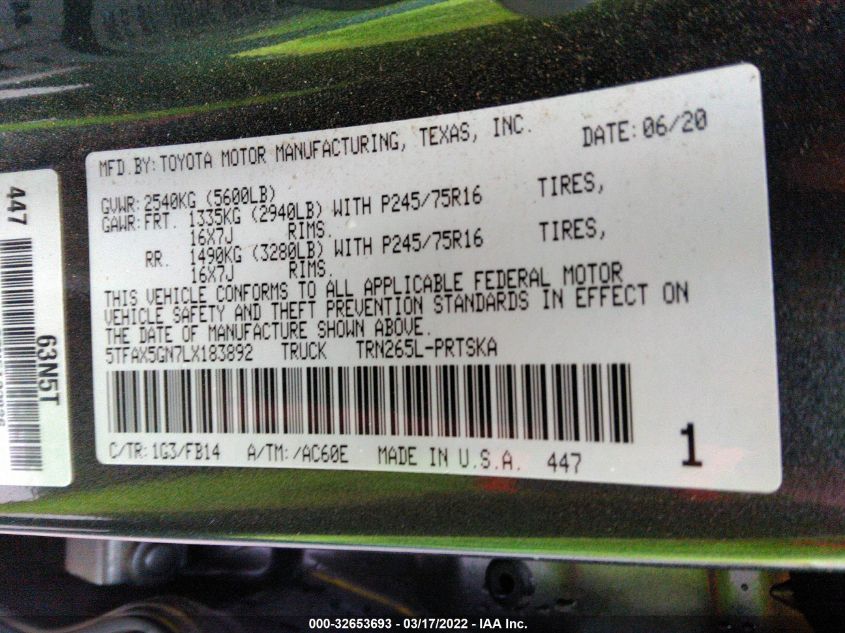 MFD.BY:TOYOTA MOTOR MANUFACTURING, TEXAS, INC. DATE:06/20
GVWR:2540KG (5600LB)
GAWR:FRT. 1335KG (2940LB) WITH P245/75R16 TIRES,
16X7J RIMS.
RR. 1490KG (3280LB) WITH P245/75R16 TIRES,
16X7J RIMS.
THIS VEHICLE CONFORMS TO ALL APPLICABLE FEDERAL MOTOR
VEHICLE SAFETY AND THEFT PREVENTION STANDARDS IN EFFECT ON
THE DATE OF MANUFACTURE SHOWN ABOVE.
5TFAX5GN7LX183892 TRUCK TRN265L-PRTSKA
C/TR:1G3/FB14 A/TM:/AC60E MADE IN U.S.A. 447 1
447
63N5T
000-32653693 - 03/17/2022 - IAA Inc.